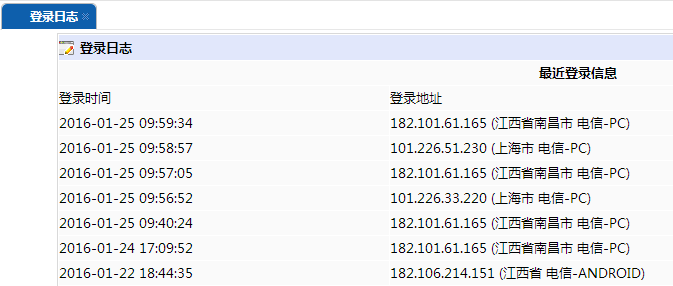 登录日志
登录日志
最近登录信息
登录时间 登录地址
2016-01-25 09:59:34 182.101.61.165 (江西省南昌市 电信-PC)
2016-01-25 09:58:57 101.226.51.230 (上海市 电信-PC)
2016-01-25 09:57:05 182.101.61.165 (江西省南昌市 电信-PC)
2016-01-25 09:56:52 101.226.33.220 (上海市 电信-PC)
2016-01-25 09:40:24 182.101.61.165 (江西省南昌市 电信-PC)
2016-01-24 17:09:52 182.101.61.165 (江西省南昌市 电信-PC)
2016-01-22 18:44:35 182.106.214.151 (江西省 电信-ANDROID)